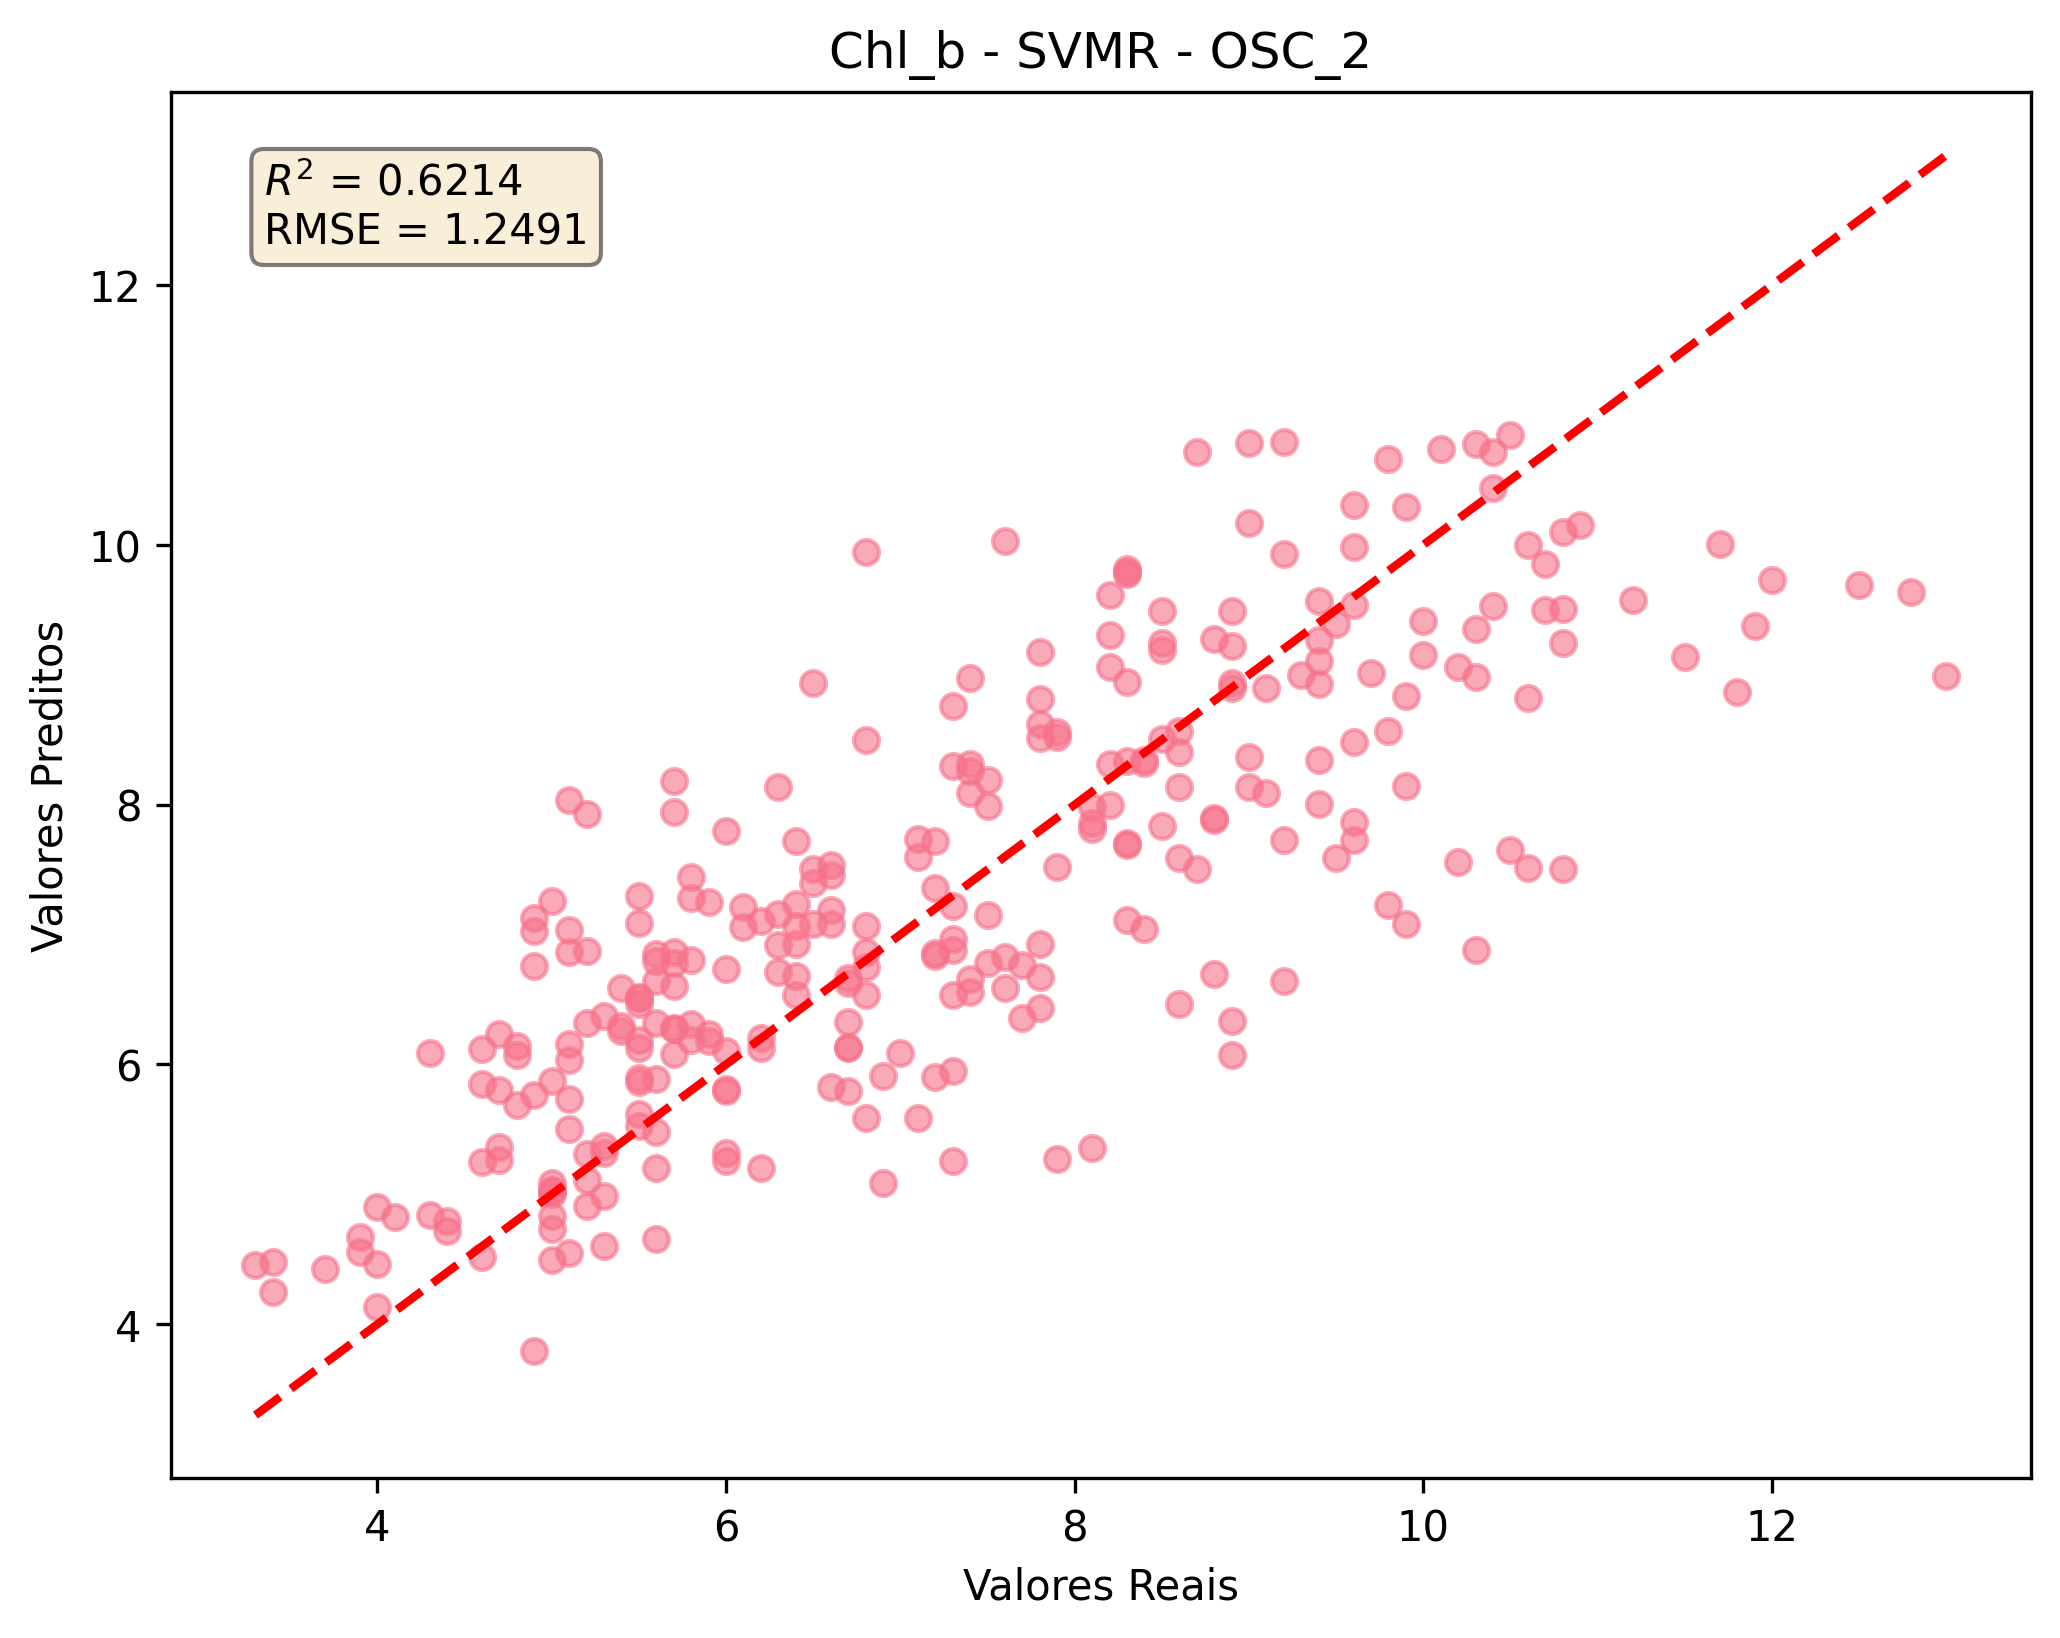 Chl_b - SVMR - OSC_2
R² = 0.6214
RMSE = 1.2491
Valores Preditos
12
10
8
6
4
4 6 8 10 12
Valores Reais